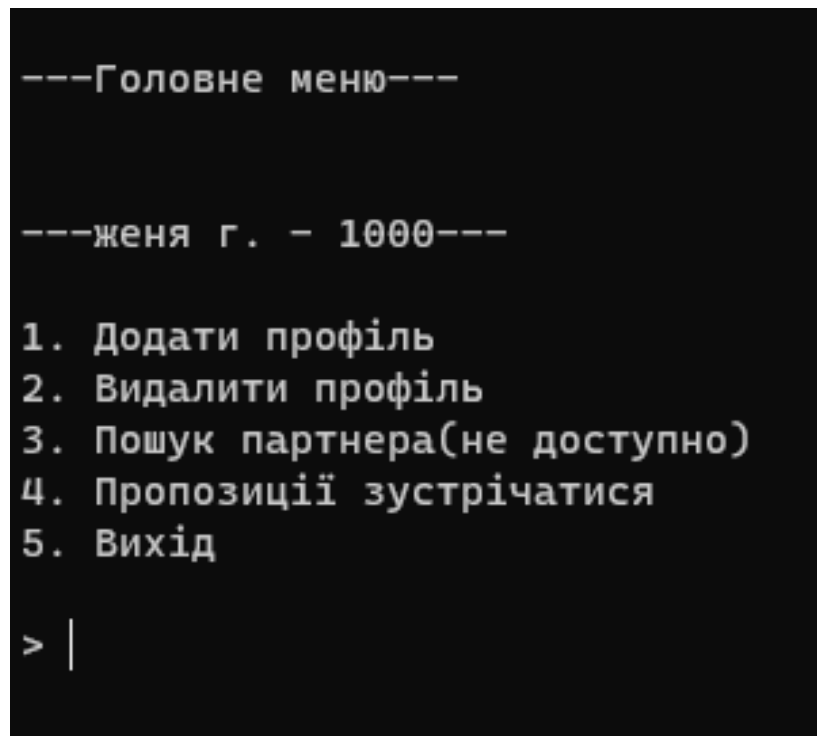 ---Головне меню---
---женя г. - 1000---
1. Додати профіль
2. Видалити профіль
3. Пошук партнера(не доступно)
4. Пропозиції зустрічатися
5. Вихід
>